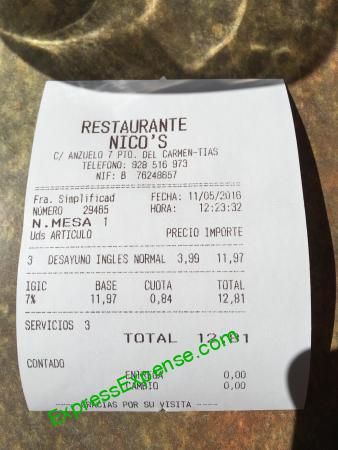 RESTAURANTE
NICO'S
C/ ANZUELO 7 PTO. DEL CARMEN-TIAS
TELEFONO: 928 516 973
NIF: B 76248657
Fra. Simplificad FECHA: 11/05/2016
NÚMERO 29465 HORA: 12:23:32
N.MESA 1
Uds ARTICULO PRECIO IMPORTE
3 DESAYUNO INGLES NORMAL 3,99 11,97
IGIC BASE CUOTA TOTAL
7% 11,97 0,84 12,81
SERVICIOS 3
TOTAL 12,81
CONTADO
ENTREGA 0,00
CAMBIO 0,00
GRACIAS POR SU VISITA
ExpressExpense.com